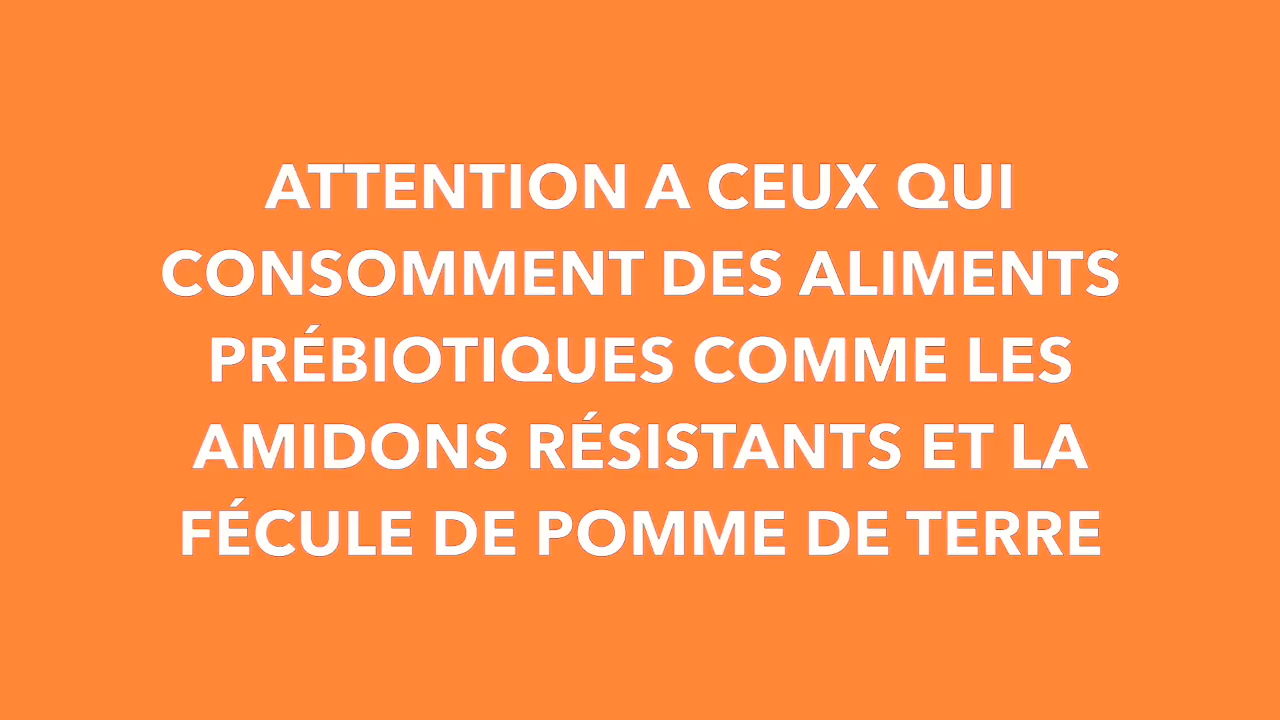 ATTENTION A CEUX QUI
CONSOMMENT DES ALIMENTS
PRÉBIOTIQUES COMME LES
AMIDONS RÉSISTANTS ET LA
FÉCULE DE POMME DE TERRE